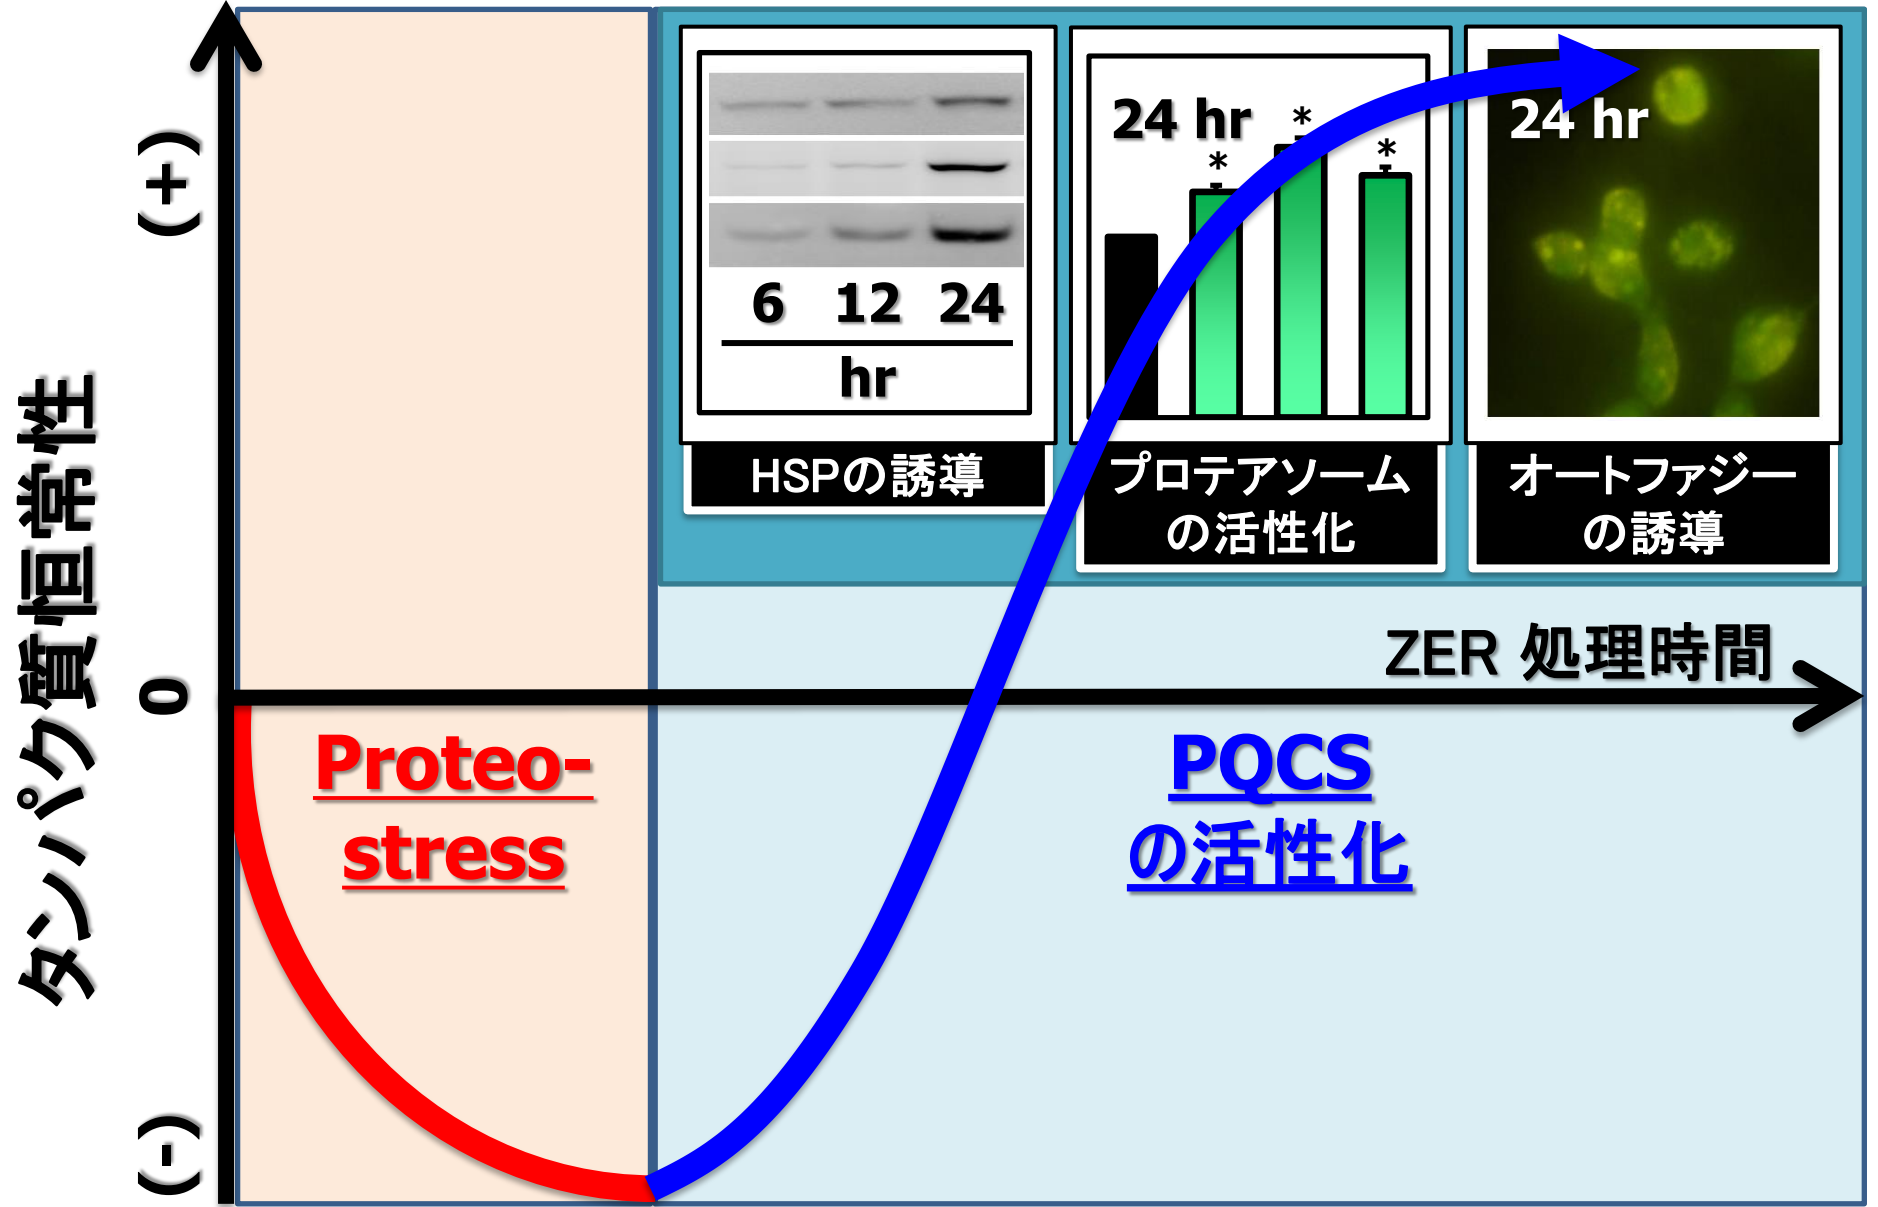 タンパク質恒常性
(+)
0
(-)
6 12 24
hr
HSPの誘導
24 hr
* * *
プロテアソーム
の活性化
24 hr
オートファジー
の誘導
ZER 処理時間
Proteo-
stress
PQCS
の活性化